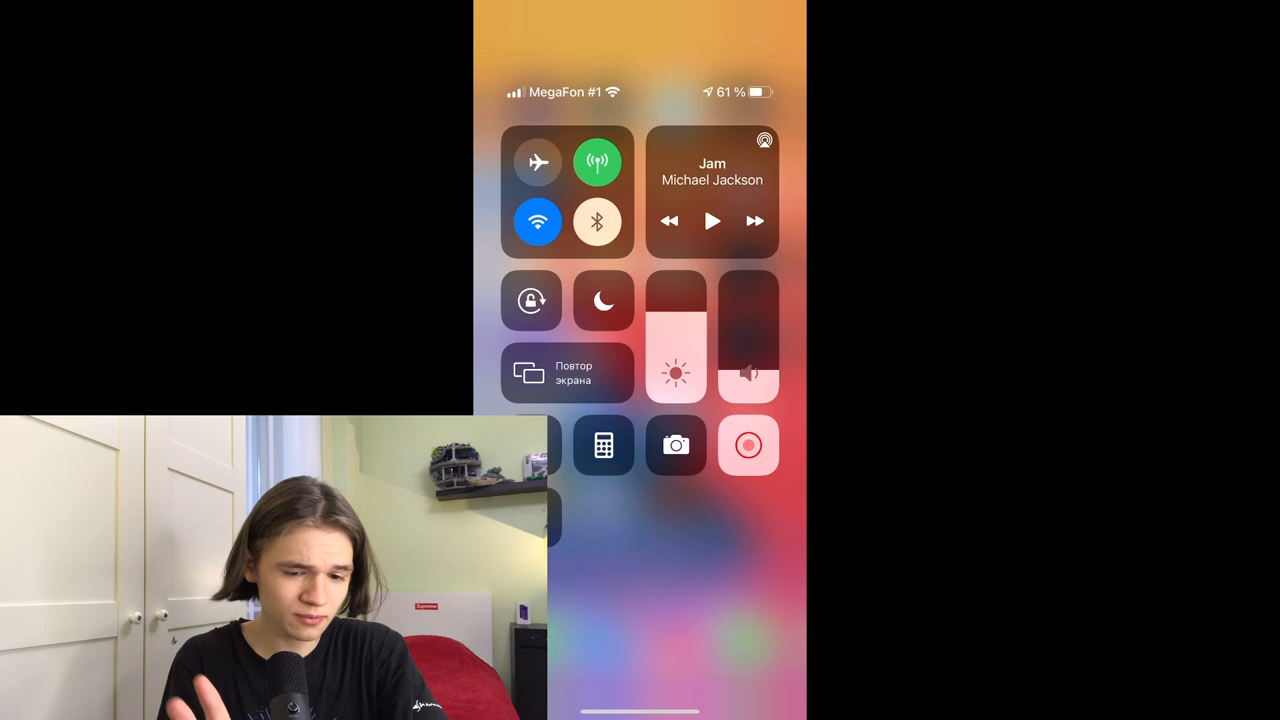 MegaFon #1
61 %
Jam
Michael Jackson
Повтор
экрана
Supreme